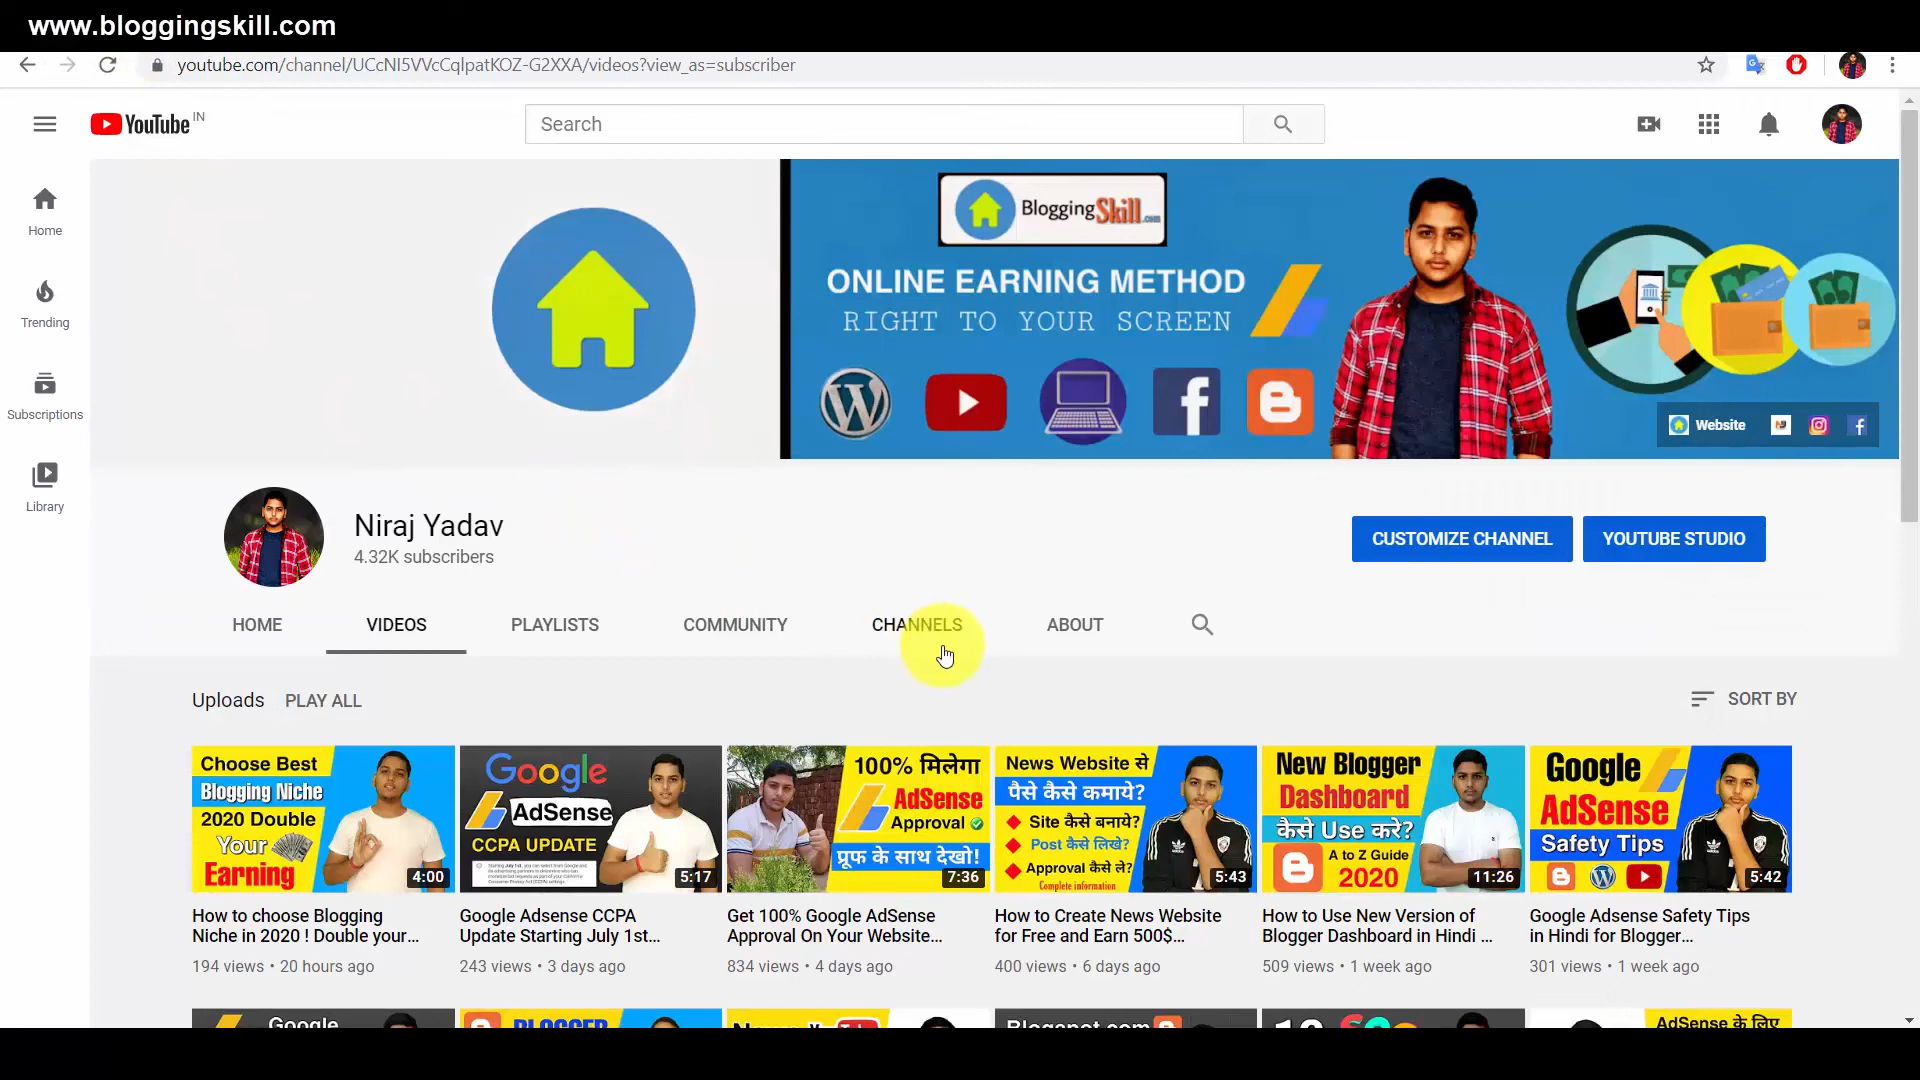 www.bloggingskill.com
youtube.com/channel/UCcNI5VVcCqlpatKOZ-G2XXA/videos?view_as=subscriber
YouTube IN
Search
Home
Trending
Subscriptions
Library
BloggingSkill.com
ONLINE EARNING METHOD
RIGHT TO YOUR SCREEN
Website
Niraj Yadav
4.32K subscribers
CUSTOMIZE CHANNEL
YOUTUBE STUDIO
HOME VIDEOS PLAYLISTS COMMUNITY CHANNELS ABOUT
Uploads PLAY ALL
SORT BY
Choose Best
Blogging Niche
2020 Double
Your
Earning
4:00
How to choose Blogging
Niche in 2020 ! Double your...
194 views • 20 hours ago
Google
AdSense
CCPA UPDATE
5:17
Google Adsense CCPA
Update Starting July 1st...
243 views • 3 days ago
100% मिलेगा
AdSense
Approval
प्रूफ के साथ देखो!
7:36
Get 100% Google AdSense
Approval On Your Website...
834 views • 4 days ago
News Website से
पैसे कैसे कमाये?
Site कैसे बनाये?
Post कैसे लिखे?
Approval कैसे ले?
Complete information
5:43
How to Create News Website
for Free and Earn 500$...
400 views • 6 days ago
New Blogger
Dashboard
कैसे Use करे?
A to Z Guide
2020
11:26
How to Use New Version of
Blogger Dashboard in Hindi ...
509 views • 1 week ago
Google
AdSense
Safety Tips
5:42
Google Adsense Safety Tips
in Hindi for Blogger...
301 views • 1 week ago
Google
BLOGGER
Blogspot.com
AdSense के लिए